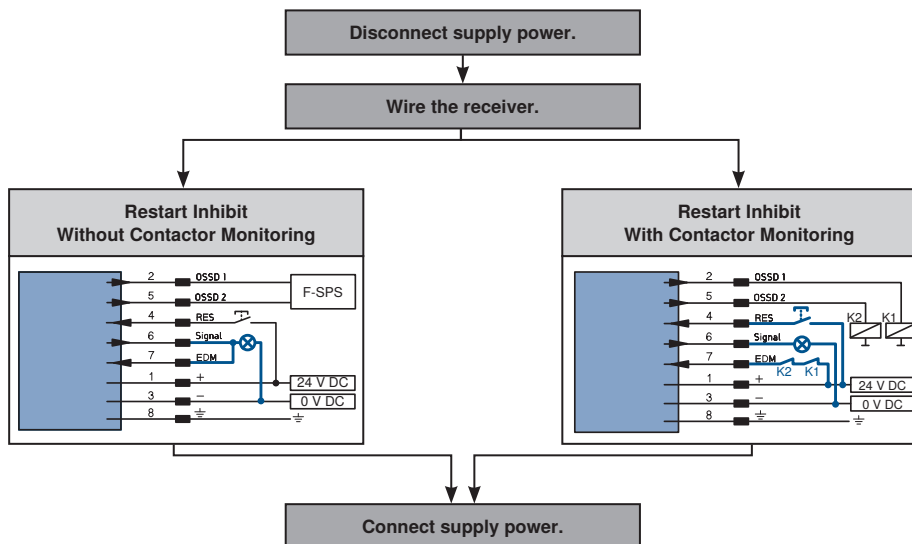 Disconnect supply power.
Wire the receiver.
Restart Inhibit
Without Contactor Monitoring
2 OSSD 1
F-SPS
5 OSSD 2
4 RES
6 Signal
7 EDM
1 +
24 V DC
3 −
0 V DC
8
Restart Inhibit
With Contactor Monitoring
2 OSSD 1
5 OSSD 2
K2 K1
4 RES
6 Signal
7 EDM
K2 K1
1 +
24 V DC
3 −
0 V DC
8
Connect supply power.